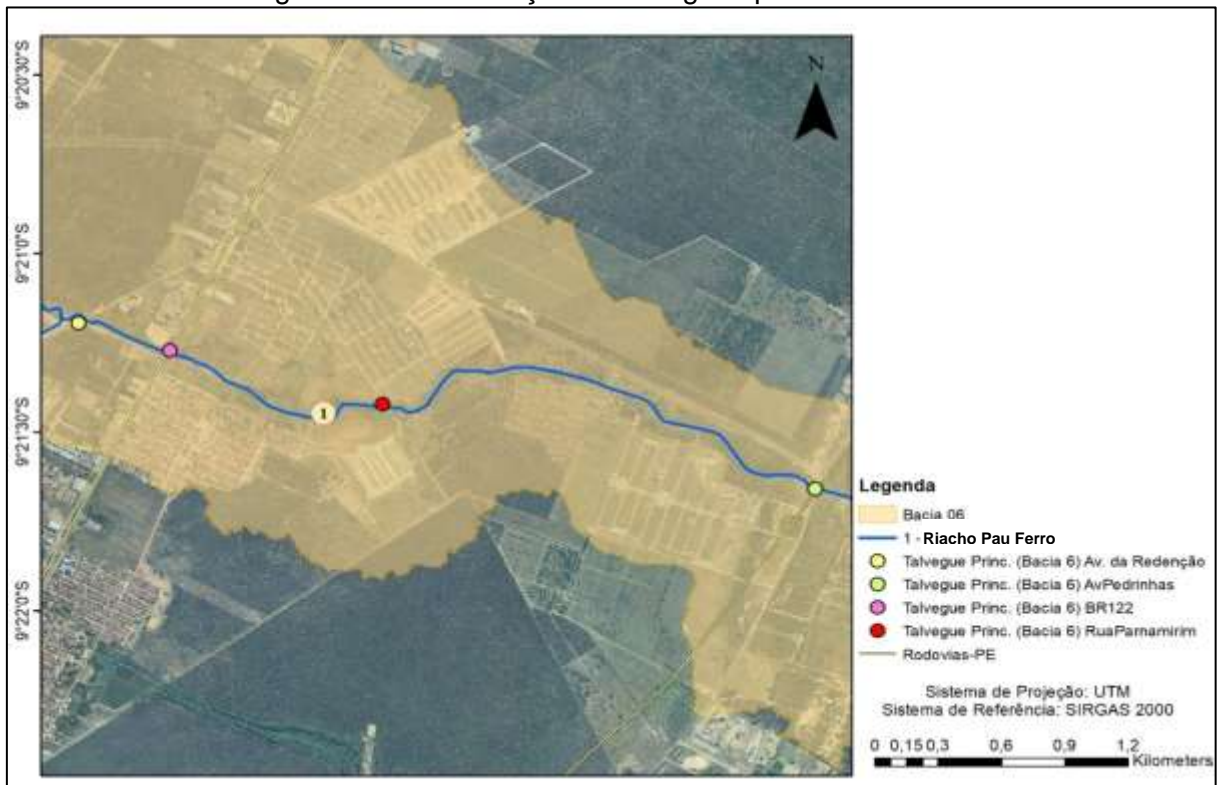 N
9°20'30"S
9°21'0"S
9°21'30"S
9°22'0"S
1
Legenda
Bacia 06
1 - Riacho Pau Ferro
Talvegue Princ. (Bacia 6) Av. da Redenção
Talvegue Princ. (Bacia 6) AvPedrinhas
Talvegue Princ. (Bacia 6) BR122
Talvegue Princ. (Bacia 6) RuaParnamirim
Rodovias-PE
Sistema de Projeção: UTM
Sistema de Referência: SIRGAS 2000
0 0,15 0,3 0,6 0,9 1,2
Kilometers